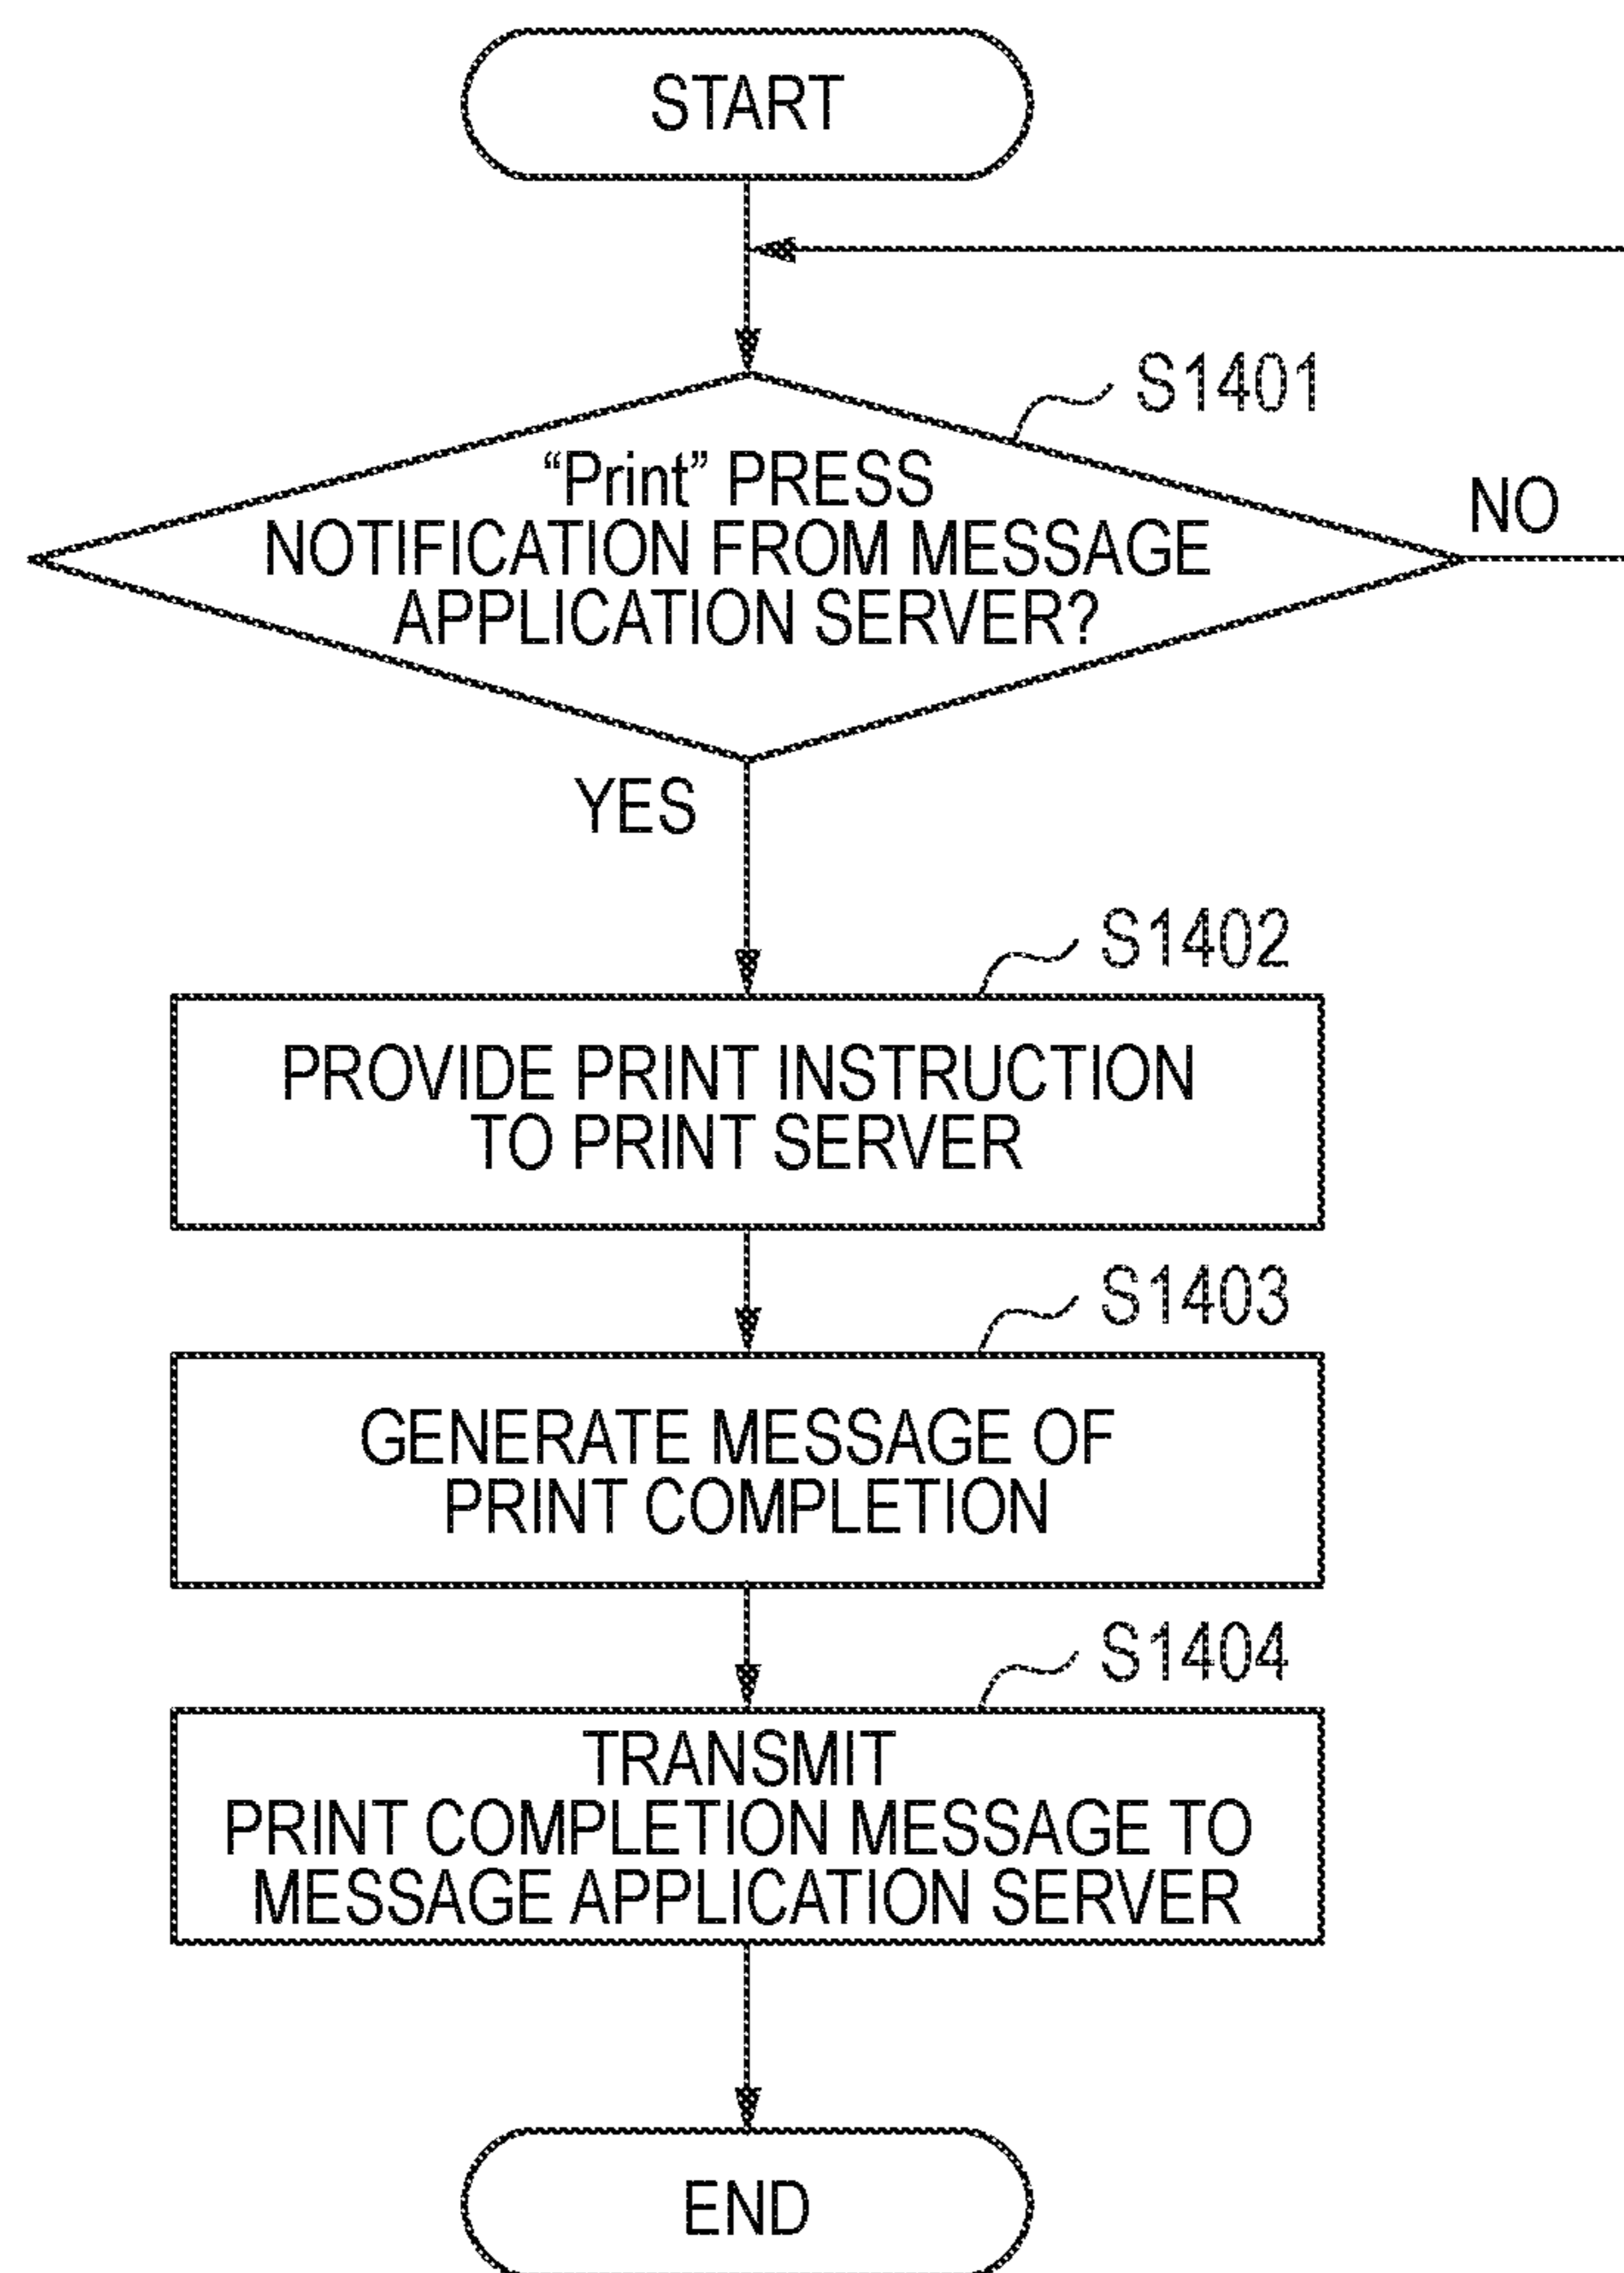 START
S1401
“Print” PRESS
NOTIFICATION FROM MESSAGE
APPLICATION SERVER?
NO
YES
S1402
PROVIDE PRINT INSTRUCTION
TO PRINT SERVER
S1403
GENERATE MESSAGE OF
PRINT COMPLETION
S1404
TRANSMIT
PRINT COMPLETION MESSAGE TO
MESSAGE APPLICATION SERVER
END